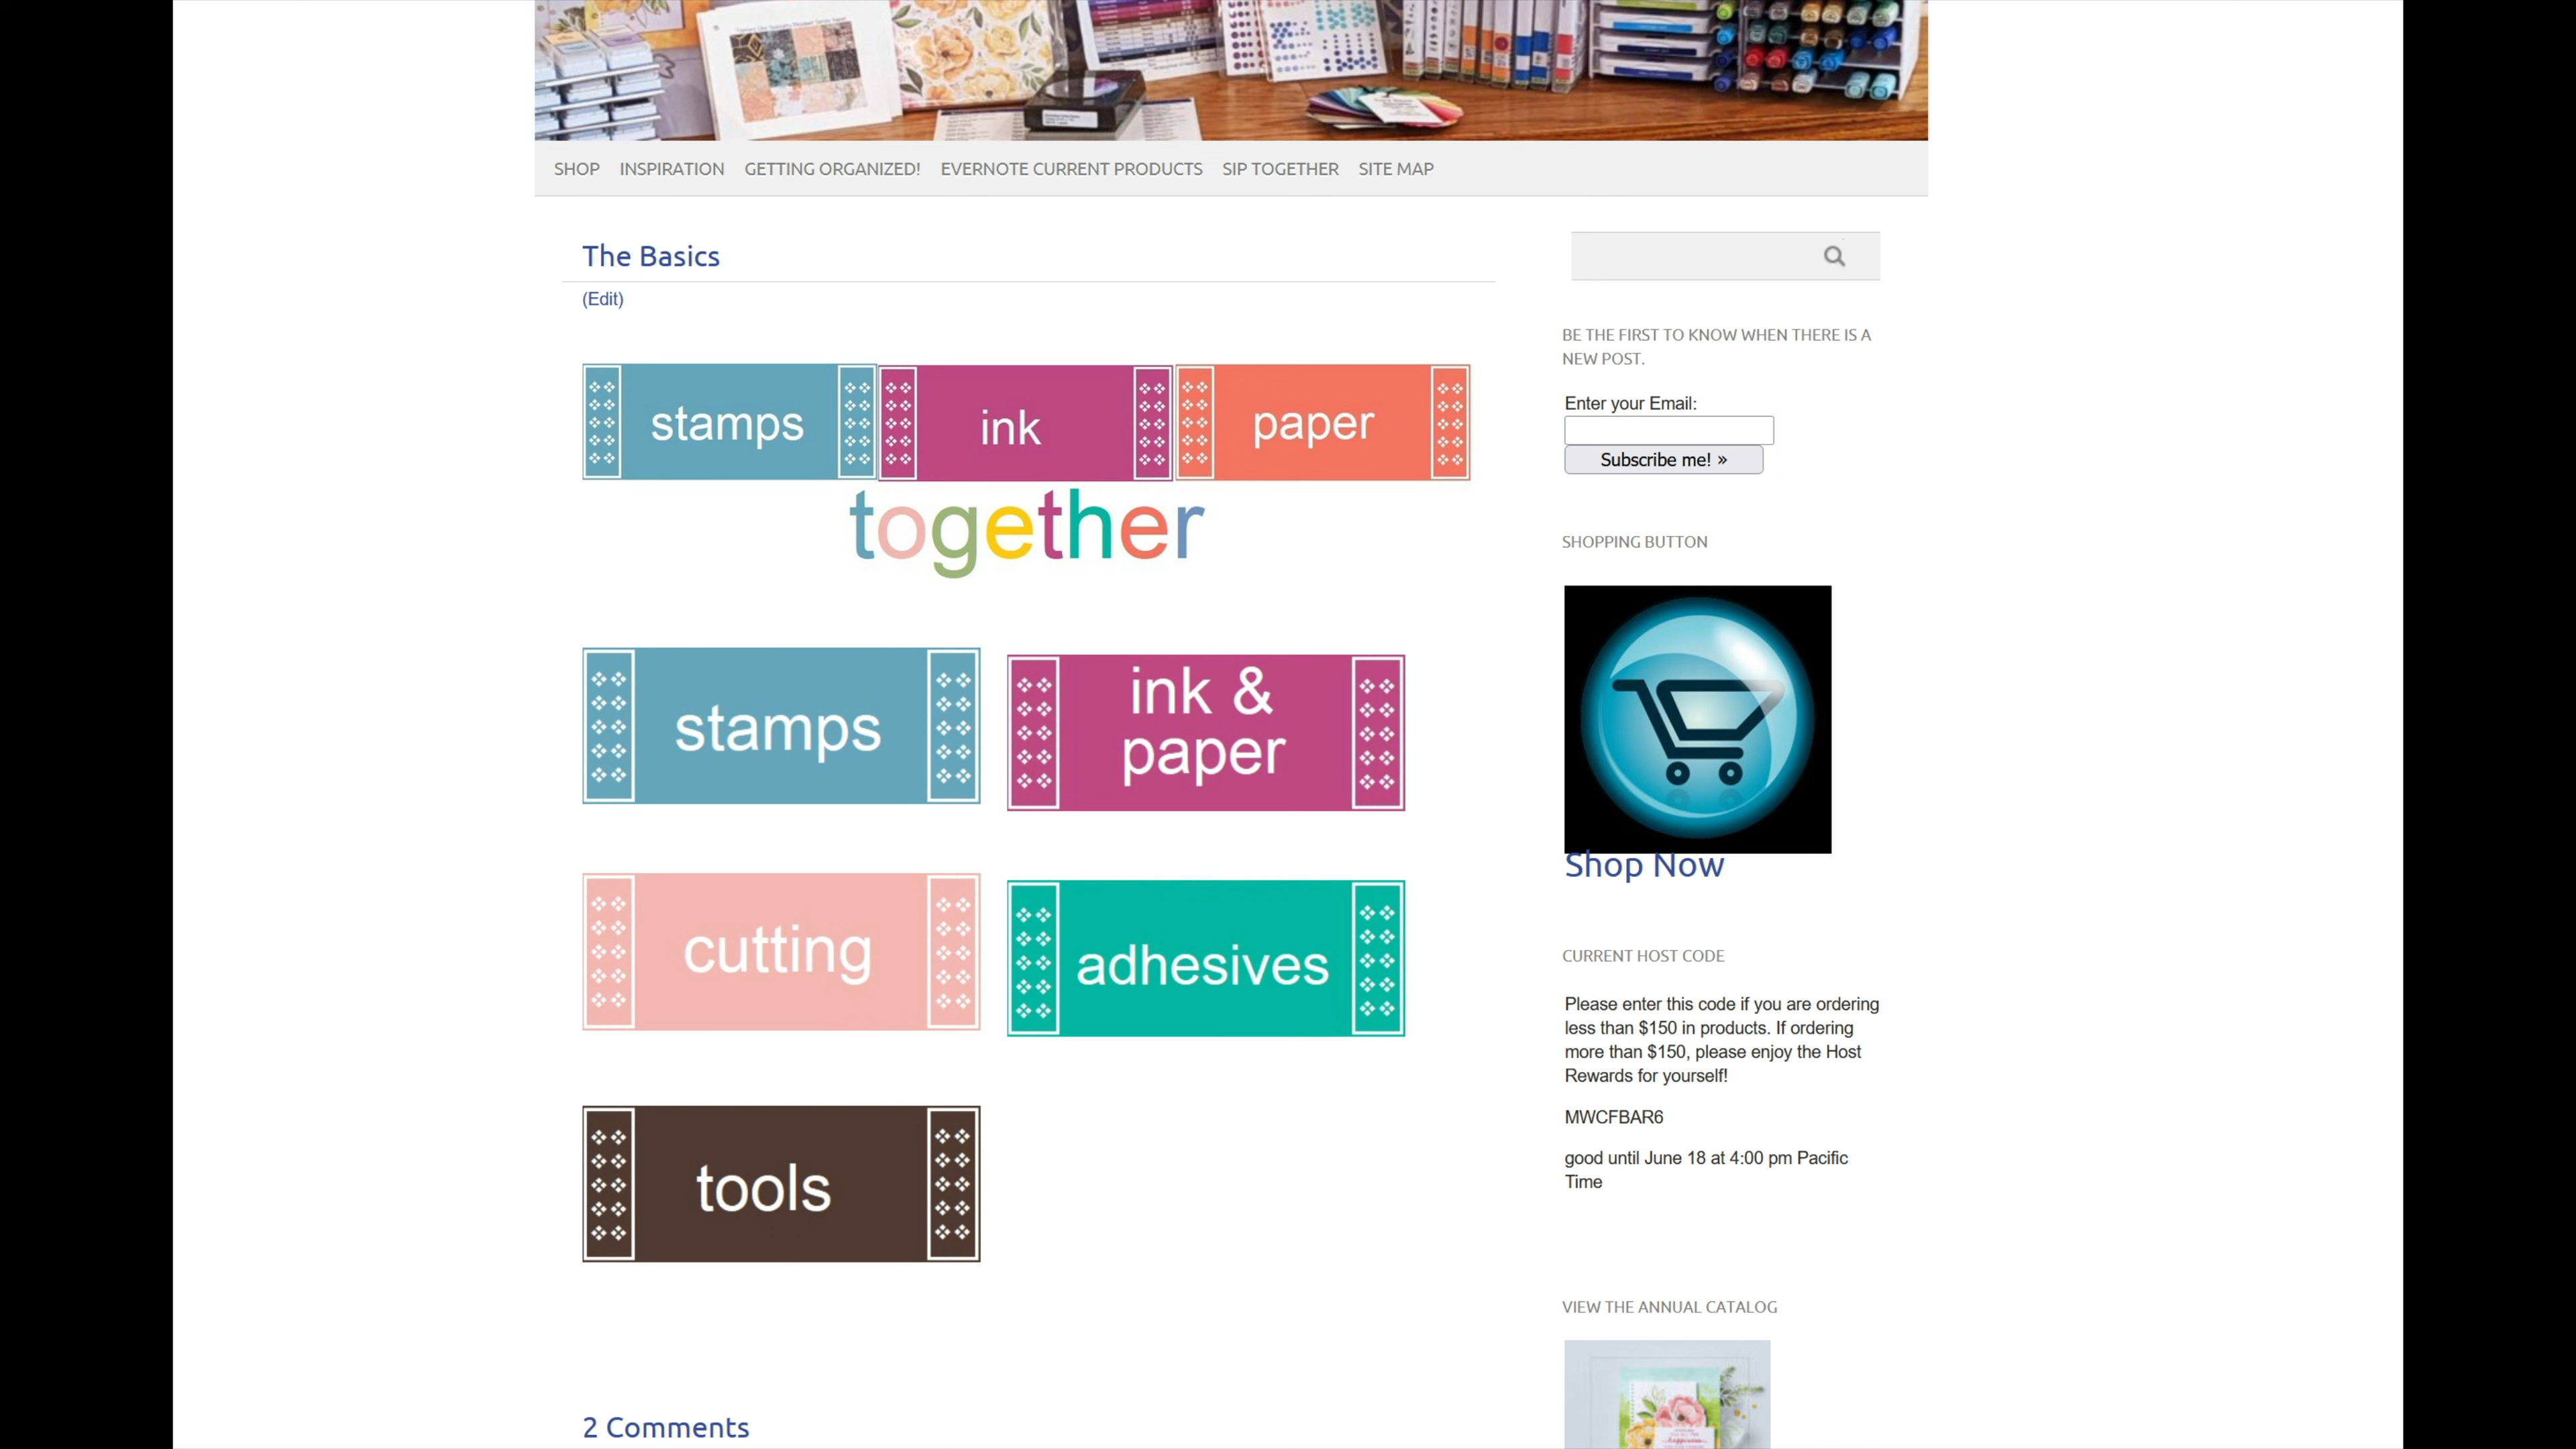 SHOP INSPIRATION GETTING ORGANIZED! EVERNOTE CURRENT PRODUCTS SIP TOGETHER SITE MAP
The Basics
(Edit)
stamps ink paper
together
stamps
ink &
paper
cutting
adhesives
tools
2 Comments
BE THE FIRST TO KNOW WHEN THERE IS A
NEW POST.
Enter your Email:
Subscribe me! »
SHOPPING BUTTON
Shop Now
CURRENT HOST CODE
Please enter this code if you are ordering
less than $150 in products. If ordering
more than $150, please enjoy the Host
Rewards for yourself!
MWCFBAR6
good until June 18 at 4:00 pm Pacific
Time
VIEW THE ANNUAL CATALOG